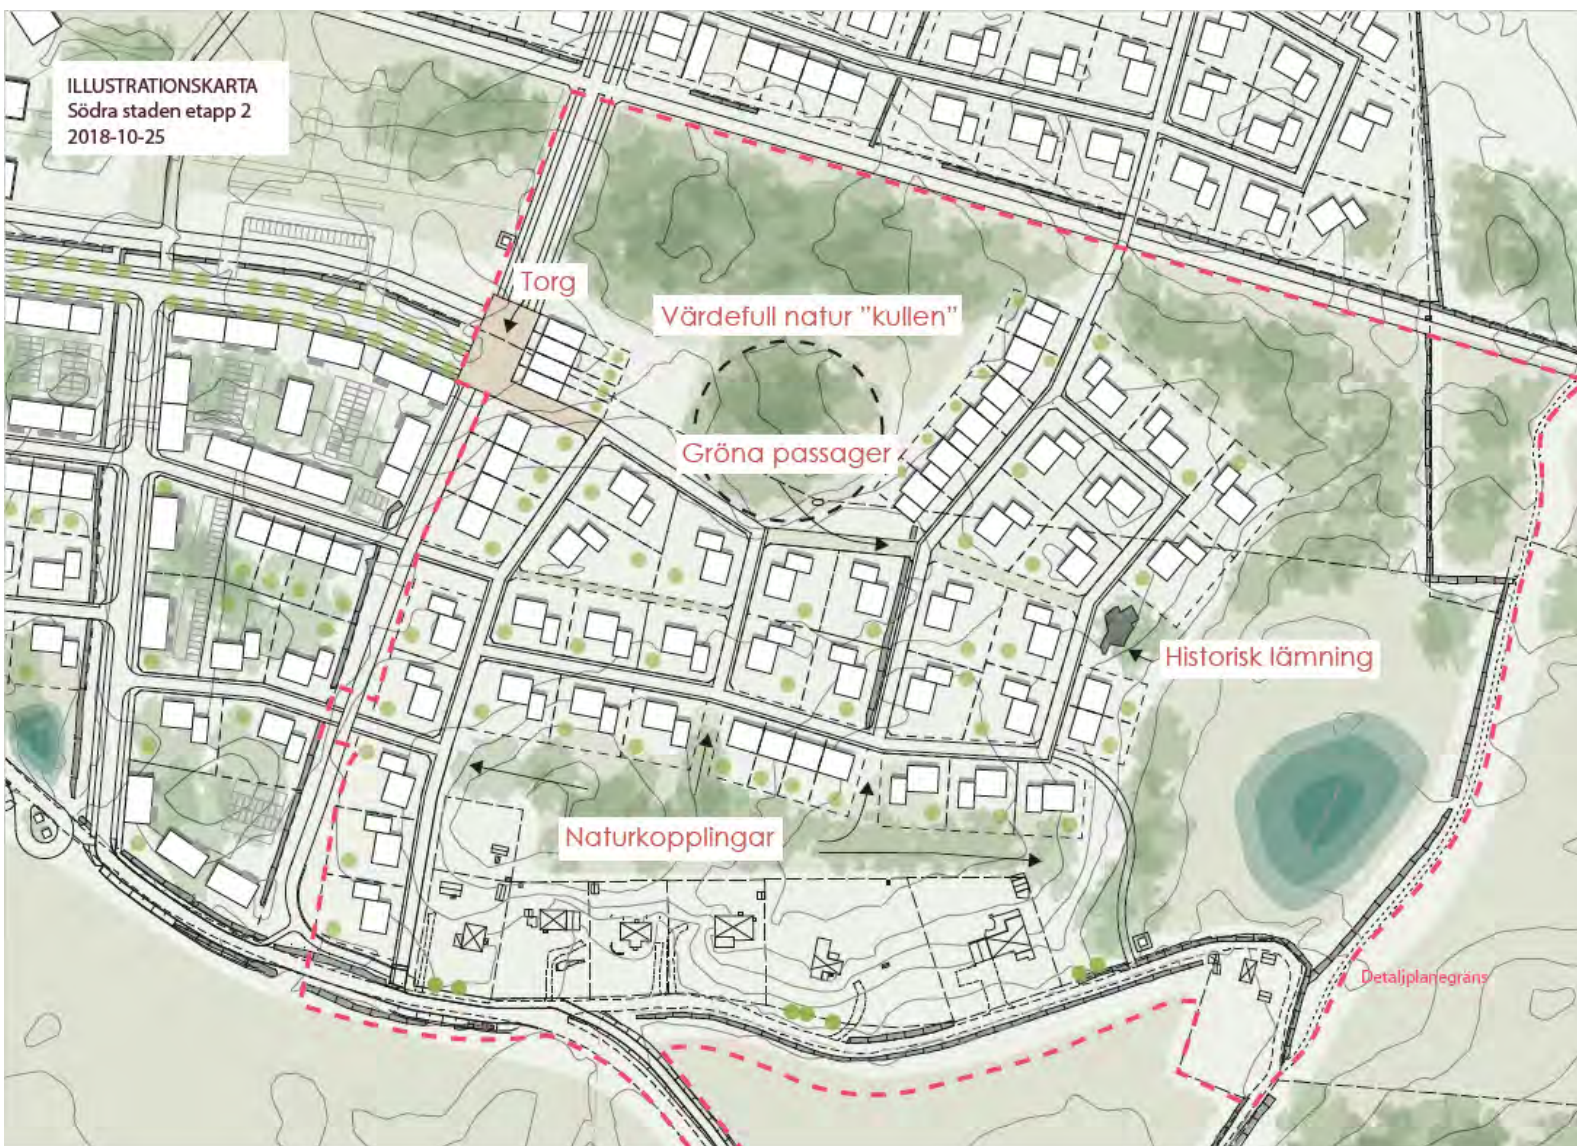 ILLUSTRATIONSKARTA
Södra staden etapp 2
2018-10-25
Torg
Värdefull natur ”kullen”
Gröna passager
Historisk lämning
Naturkopplingar
Detaljplanegräns